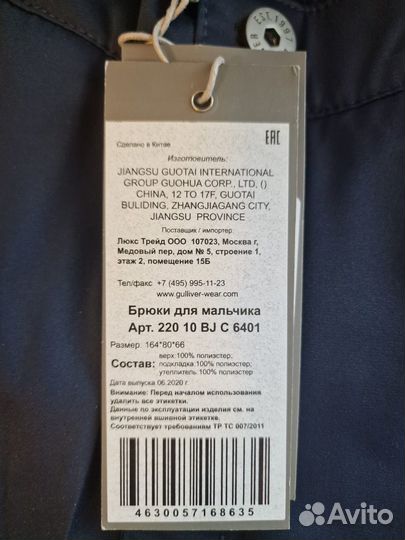 EST 1997
ЕАС
Сделано в Китае
Изготовитель:
JIANGSU GUOTAI INTERNATIONAL
GROUP GUOHUA CORP., LTD, ()
CHINA, 12 TO 17F, GUOTAI
BULIDING, ZHANGJIAGANG CITY,
JIANGSU PROVINCE
Поставщик / импортер:
Люкс Трейд ООО 107023, Москва г,
Медовый пер, дом № 5, строение 1,
этаж 2, помещение 15Б
Тел/факс +7 (495) 995-11-23
www.gulliver-wear.com
Брюки для мальчика
Арт. 220 10 BJ C 6401
Размер: 164*80*66
Состав: верх:100% полиэстер;
подкладка:100% полиэстер;
утеплитель:100% полиэстер
Дата выпуска 06.2020 г
Внимание: Перед началом использования
удалить все этикетки.
Данные по эксплуатации изделия см. на
внутренней вшивной этикетке.
Соответствует требованиям ТР ТС 007/2011
4630057168635
Avito